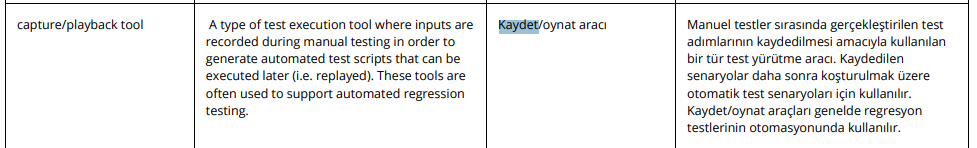 capture/playback tool
A type of test execution tool where inputs are
recorded during manual testing in order to
generate automated test scripts that can be
executed later (i.e. replayed). These tools are
often used to support automated regression
testing.
Kaydet/oynat aracı
Manuel testler sırasında gerçekleştirilen test
adımlarının kaydedilmesi amacıyla kullanılan
bir tür test yürütme aracı. Kaydedilen
senaryolar daha sonra koşturulmak üzere
otomatik test senaryoları için kullanılır.
Kaydet/oynat araçları genelde regresyon
testlerinin otomasyonunda kullanılır.